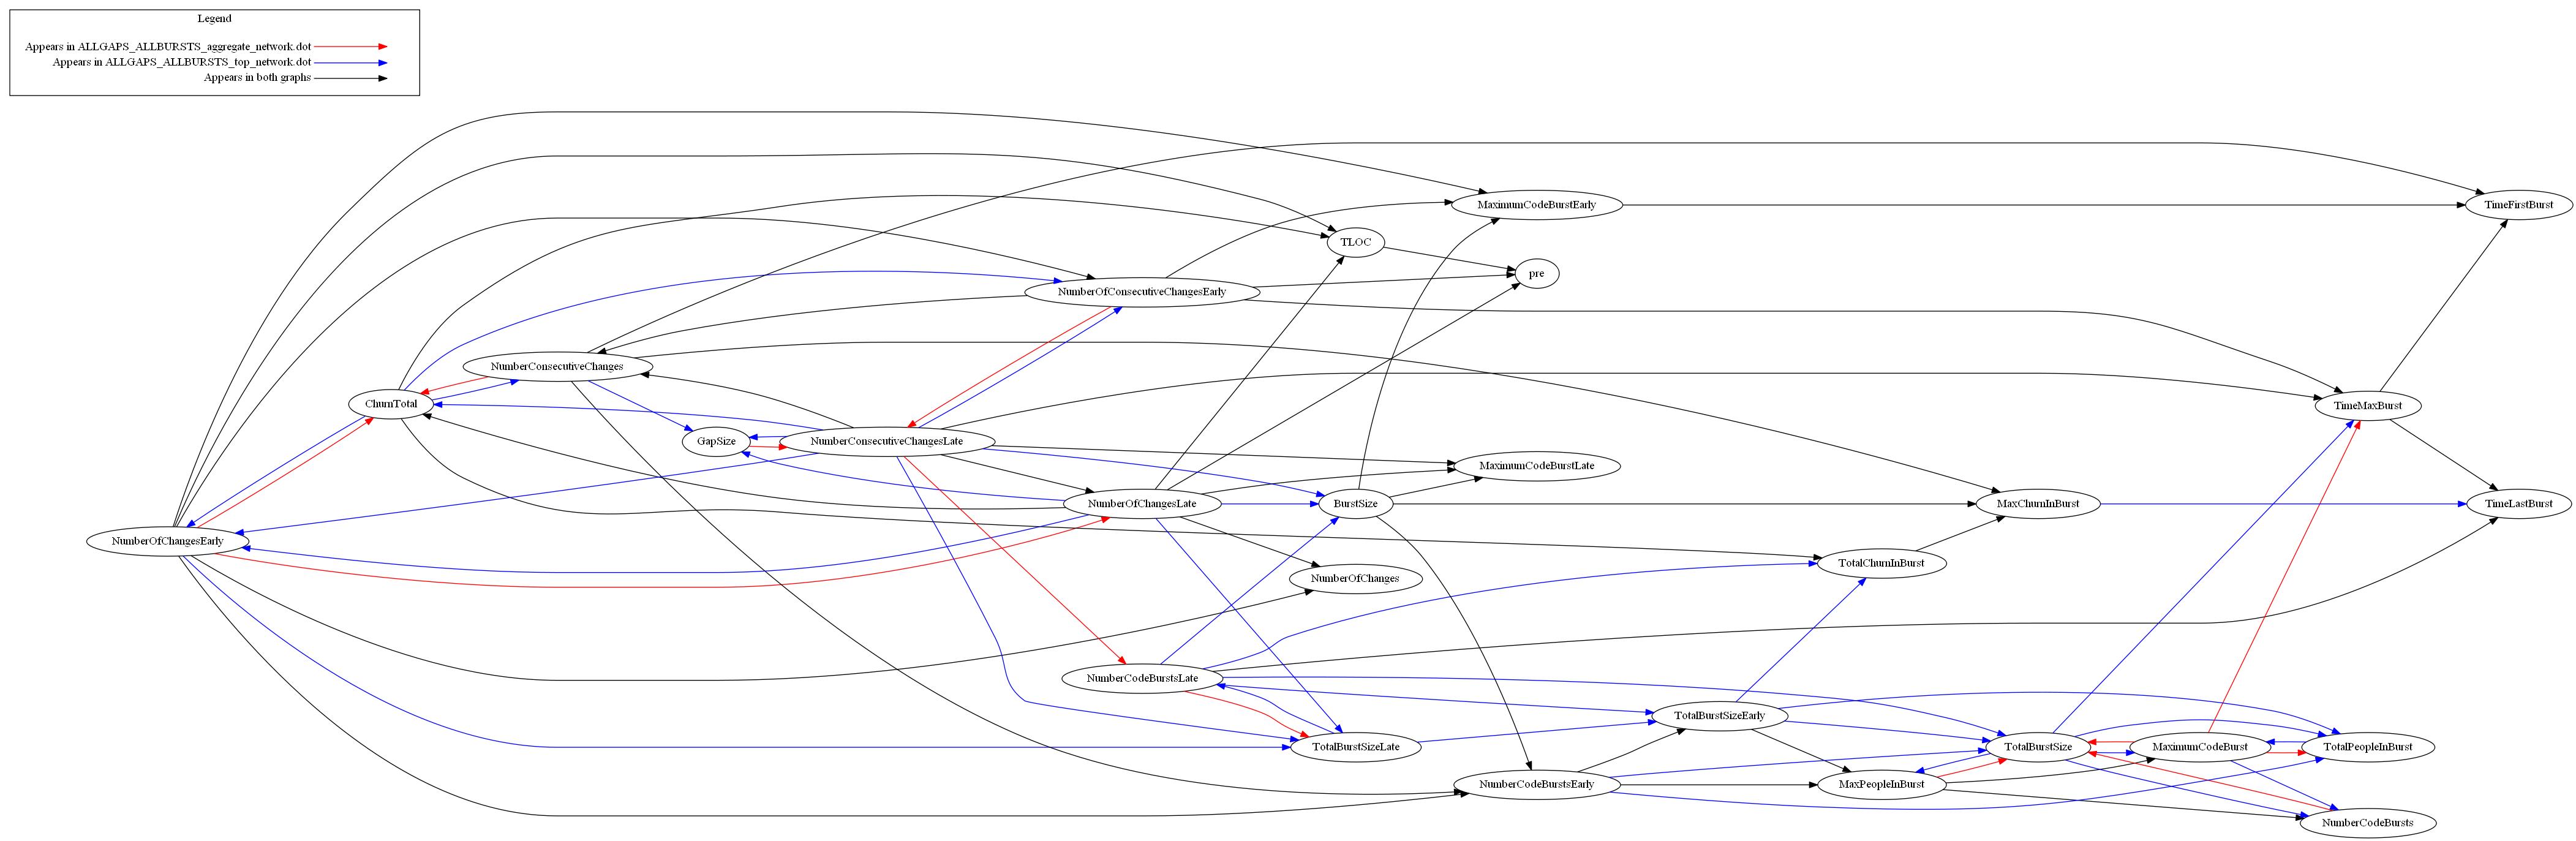 Legend
Appears in ALLGAPS_ALLBURSTS_aggregate_network.dot
Appears in ALLGAPS_ALLBURSTS_top_network.dot
Appears in both graphs
MaximumCodeBurstEarly
TimeFirstBurst
TLOC
pre
NumberOfConsecutiveChangesEarly
NumberConsecutiveChanges
ChurnTotal
TimeMaxBurst
GapSize
NumberConsecutiveChangesLate
MaximumCodeBurstLate
NumberOfChangesLate
BurstSize
MaxChurnInBurst
TimeLastBurst
NumberOfChangesEarly
TotalChurnInBurst
NumberOfChanges
NumberCodeBurstsLate
TotalBurstSizeEarly
TotalBurstSizeLate
TotalBurstSize
MaximumCodeBurst
TotalPeopleInBurst
NumberCodeBurstsEarly
MaxPeopleInBurst
NumberCodeBursts